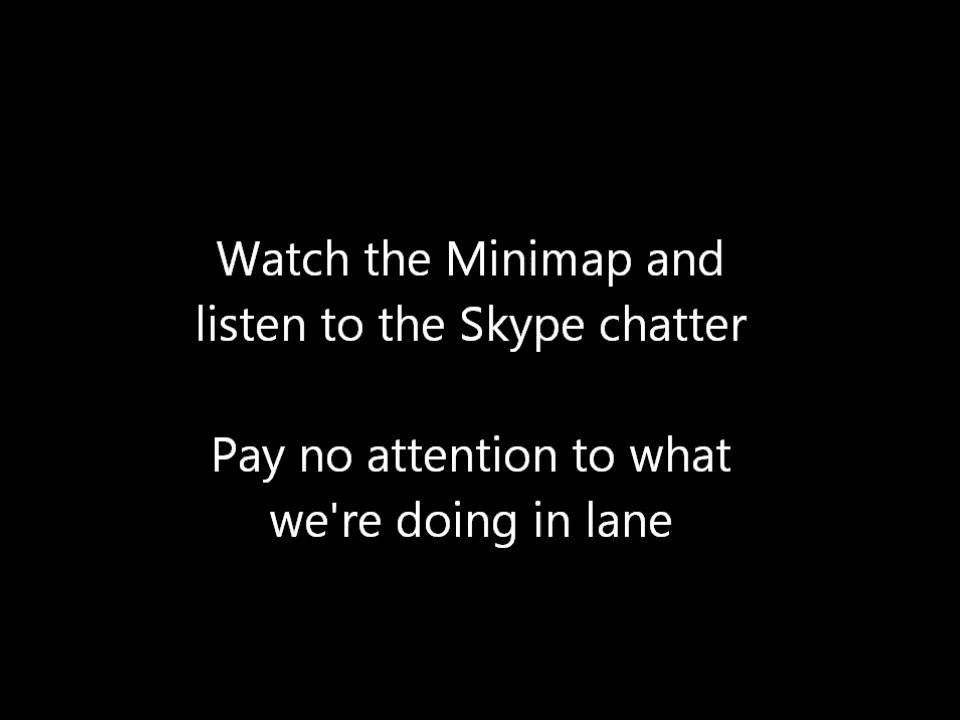 Watch the Minimap and
listen to the Skype chatter
Pay no attention to what
we're doing in lane